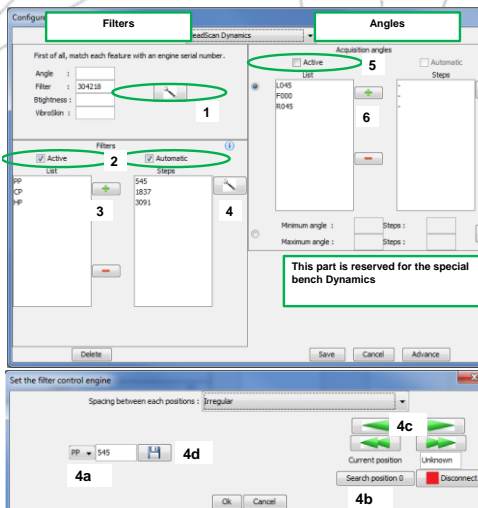 Configure
Filters
Angles
eadScan Dynamics
First of all, match each feature with an engine serial number.
Angle :
Filter : 304218
Btightness :
VibroSkin :
1
Acquisition angles
Active
5
Automatic
List
Steps
L045
F000
R045
-
-
-
6
Filters
Active
2
Automatic
List
Steps
PP
CP
HP
545
1837
3091
3
4
Minimum angle :
Steps :
Maximum angle :
Steps :
This part is reserved for the special
bench Dynamics
Delete
Save
Cancel
Advance
Set the filter control engine
Spacing between each positions : Irregular
PP
545
4d
4a
4c
Current position
Unknown
Search position 0
Disconnect
4b
Ok
Cancel